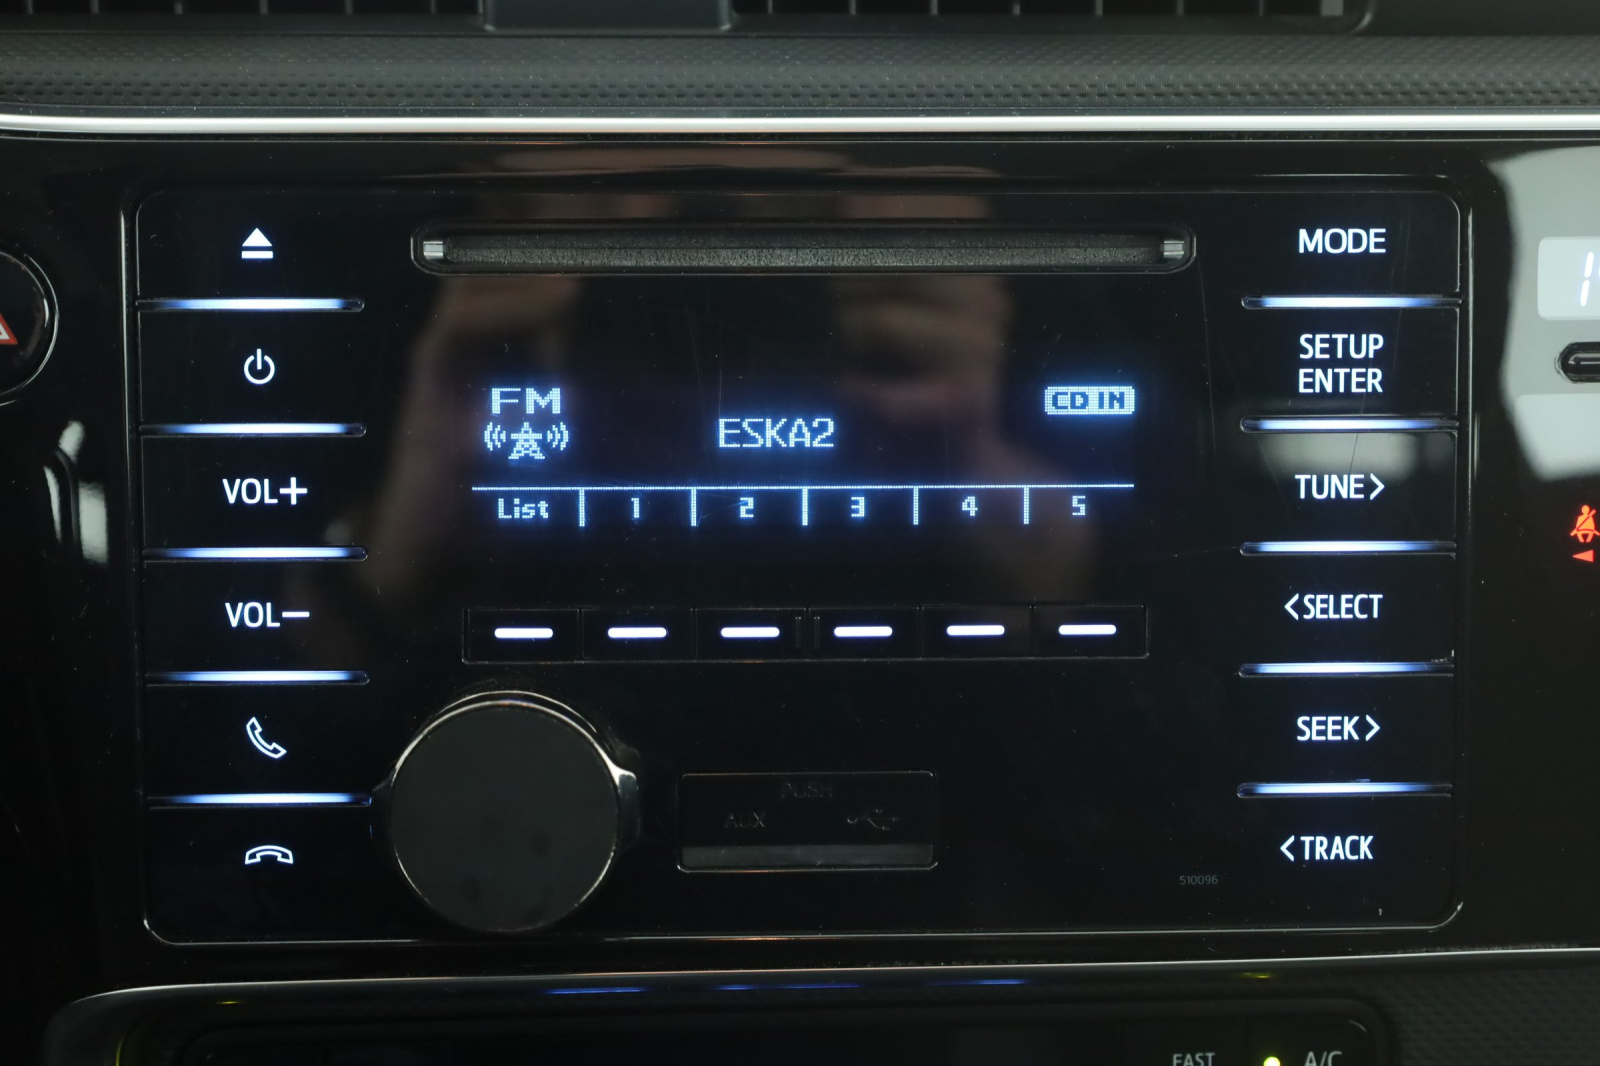 MODE
SETUP
ENTER
FM
CD IN
ESKA2
VOL+
TUNE>
List 1 2 3 4 5
VOL-
<SELECT
SEEK>
PUSH
AUX
<TRACK
510096
FAST
A/C